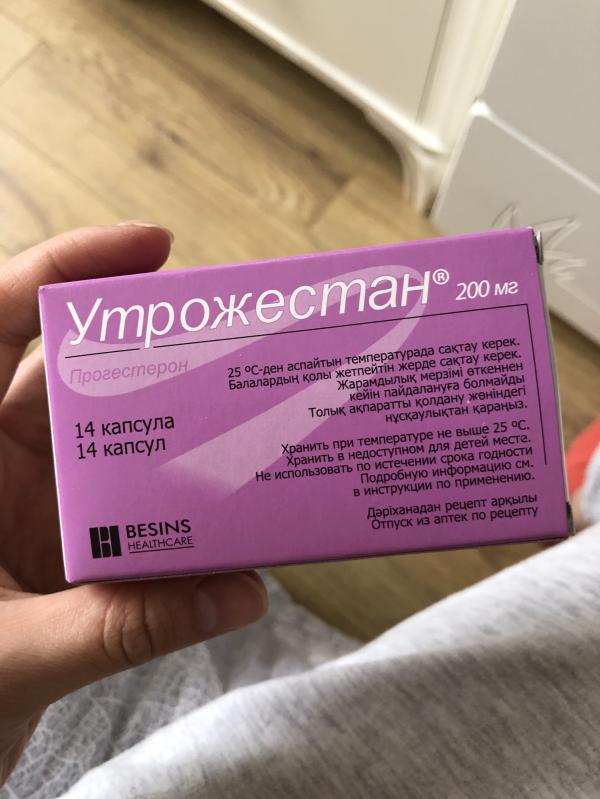 Утрожестан® 200 мг
Прогестерон
14 капсула
14 капсул
25 ºС-ден аспайтын температурада сақтау керек.
Балалардың қолы жетпейтін жерде сақтау керек.
Жарамдылық мерзімі өткеннен
кейін пайдалануға болмайды
Толық ақпаратты қолдану жөніндегі
нұсқаулықтан қараңыз.
Хранить при температуре не выше 25 ºС.
Хранить в недоступном для детей месте.
Не использовать по истечении срока годности
Подробную информацию см.
в инструкции по применению.
Дәріханадан рецепт арқылы
Отпуск из аптек по рецепту
BESINS
HEALTHCARE